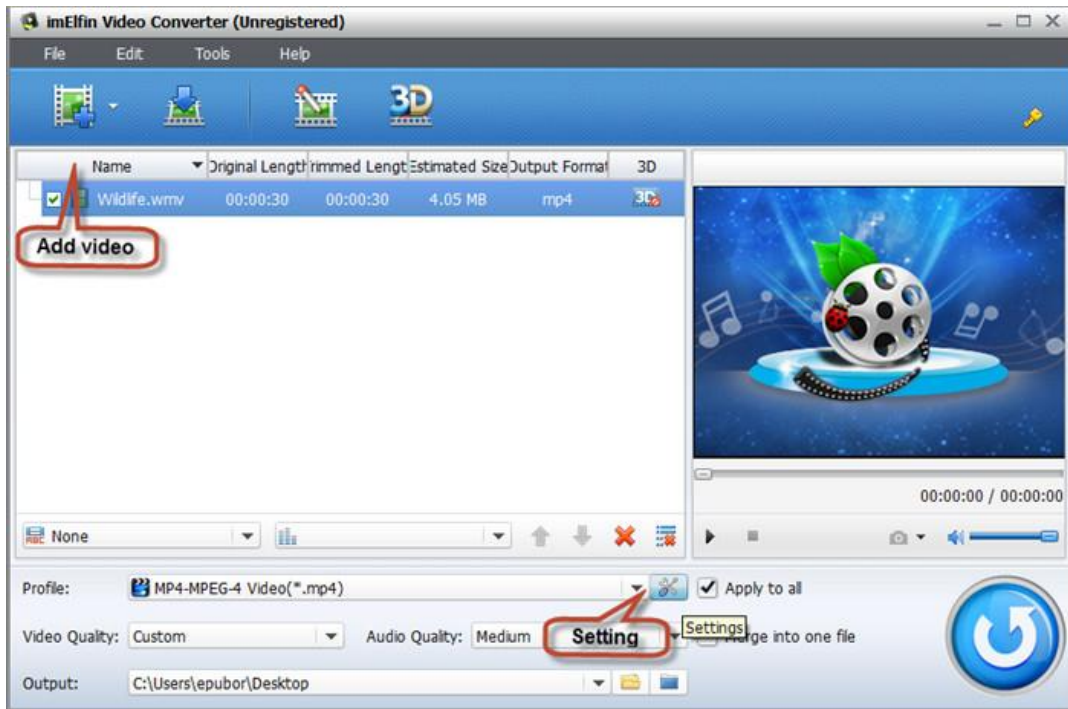 imElfin Video Converter (Unregistered)
File Edit Tools Help
3D
Name Original Length Trimmed Lengt Estimated Size Output Format 3D
Wildlife.wmv 00:00:30 00:00:30 4.05 MB mp4 3D
Add video
00:00:00 / 00:00:00
ABC None
Profile: MP4-MPEG-4 Video(*.mp4) Apply to all
Video Quality: Custom Audio Quality: Medium Setting Settings Merge into one file
Output: C:\Users\epubor\Desktop